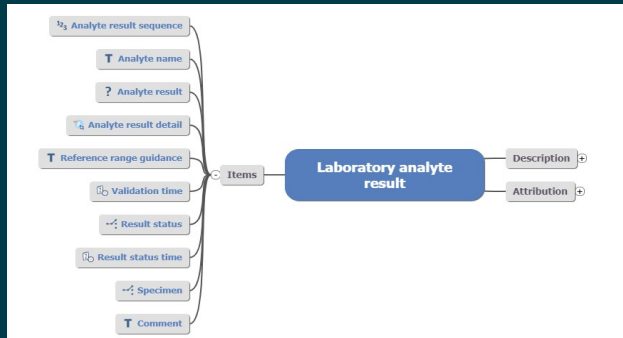 1²3 Analyte result sequence
T Analyte name
? Analyte result
Analyte result detail
T Reference range guidance
Validation time
Result status
Result status time
Specimen
T Comment
Items
Laboratory analyte
result
Description
Attribution